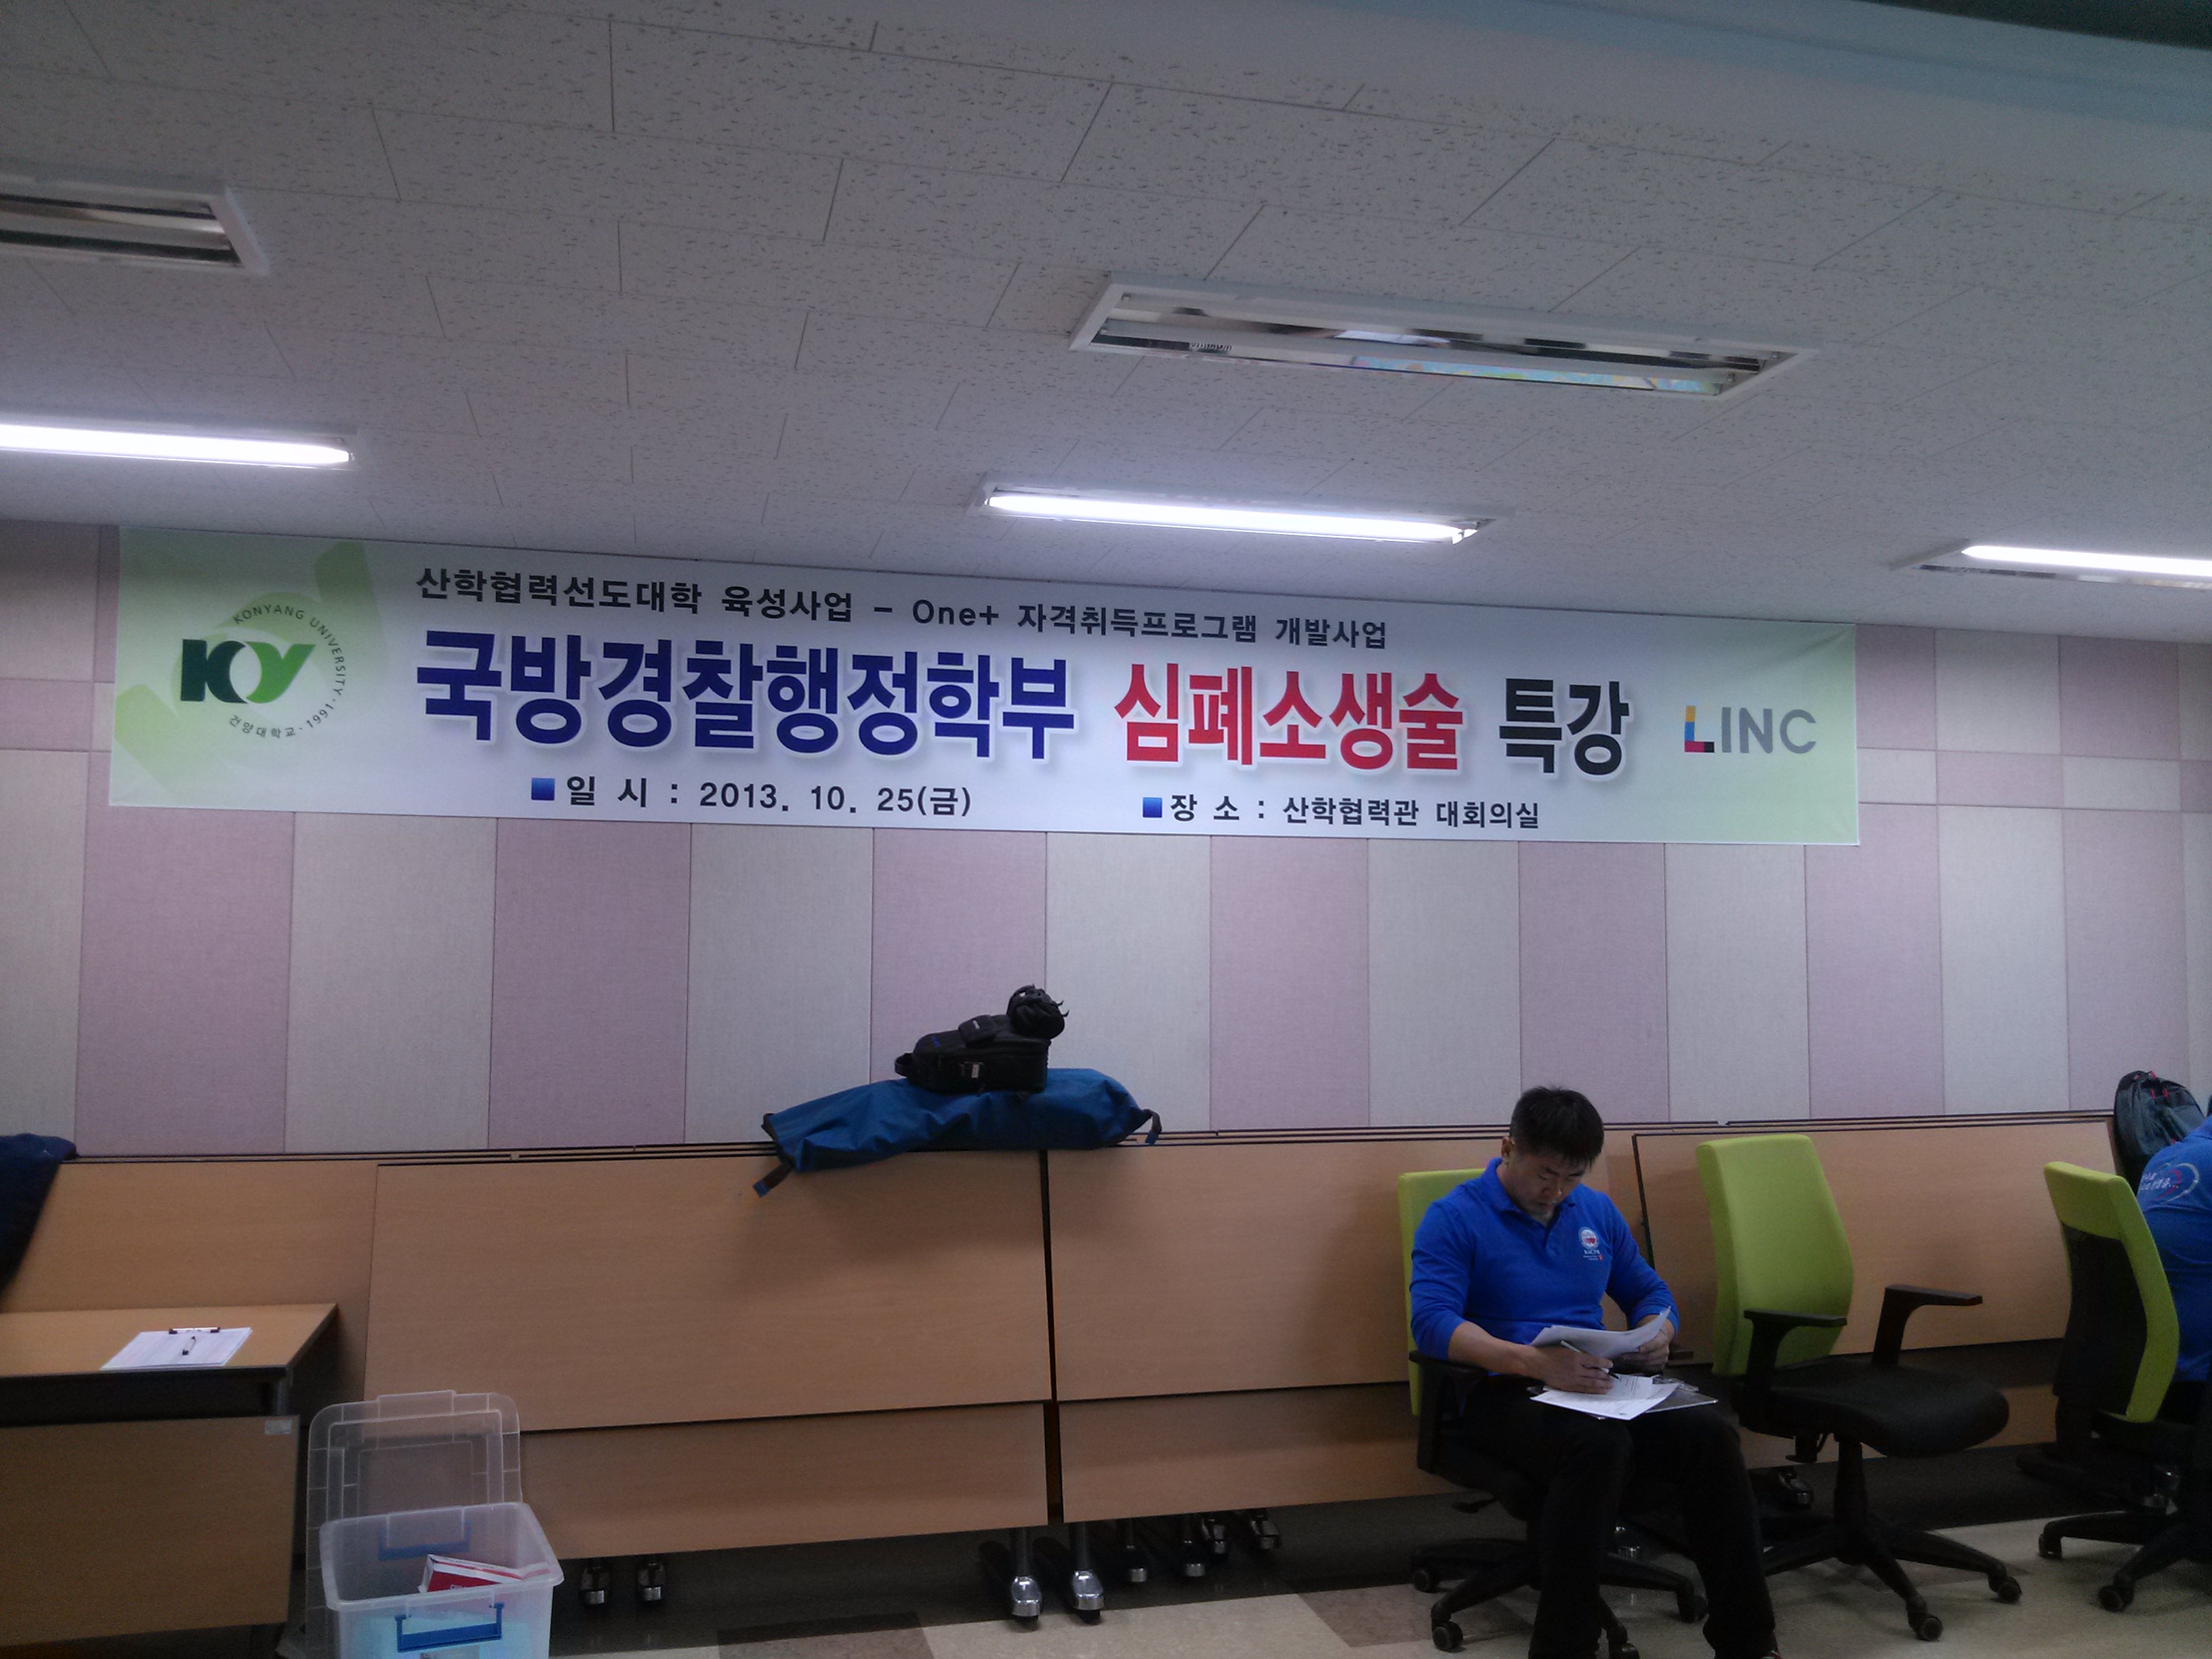 산학협력선도대학 육성사업 - One+ 자격취득프로그램 개발사업
KY
KONYANG UNIVERSITY · 1991 · 건양대학교
국방경찰행정학부 심폐소생술 특강
LINC
일 시 : 2013. 10. 25(금)
장 소 : 산학협력관 대회의실